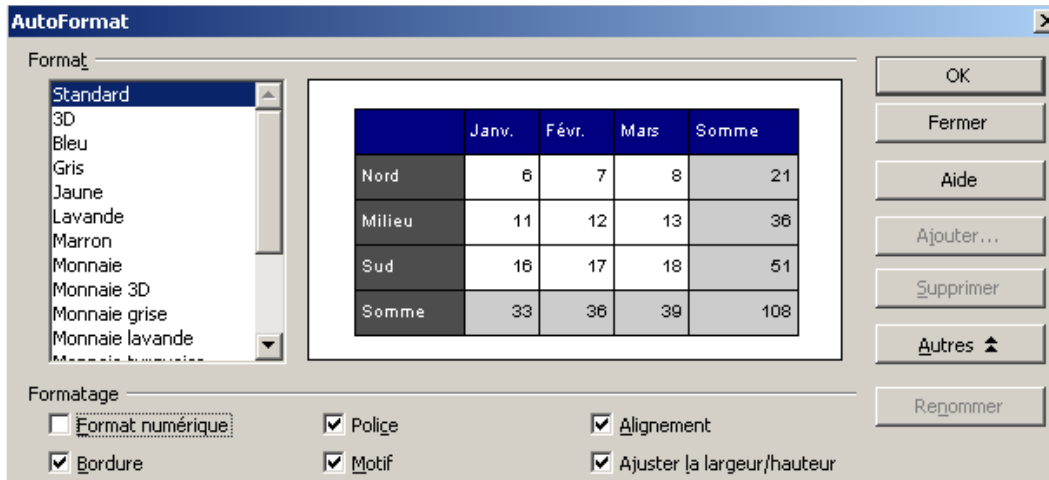 AutoFormat
Format
Standard
3D
Bleu
Gris
Jaune
Lavande
Marron
Monnaie
Monnaie 3D
Monnaie grise
Monnaie lavande
Monnaie turquoise
Janv. Févr. Mars Somme
Nord 6 7 8 21
Milieu 11 12 13 36
Sud 16 17 18 51
Somme 33 36 39 108
OK
Fermer
Aide
Ajouter...
Supprimer
Autres
Renommer
Formatage
Format numérique
Police
Alignement
Bordure
Motif
Ajuster la largeur/hauteur